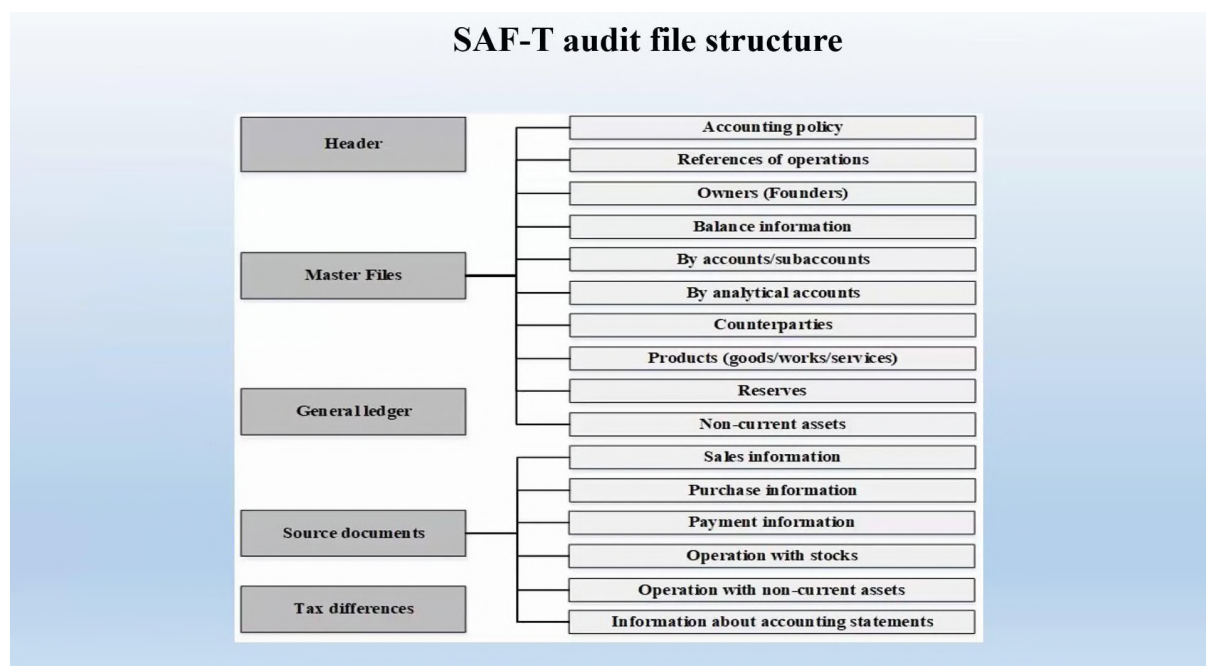 SAF-T audit file structure
Header
Master Files
General ledger
Source documents
Tax differences
Accounting policy
References of operations
Owners (Founders)
Balance information
By accounts/subaccounts
By analytical accounts
Counterparties
Products (goods/works/services)
Reserves
Non-current assets
Sales information
Purchase information
Payment information
Operation with stocks
Operation with non-current assets
Information about accounting statements